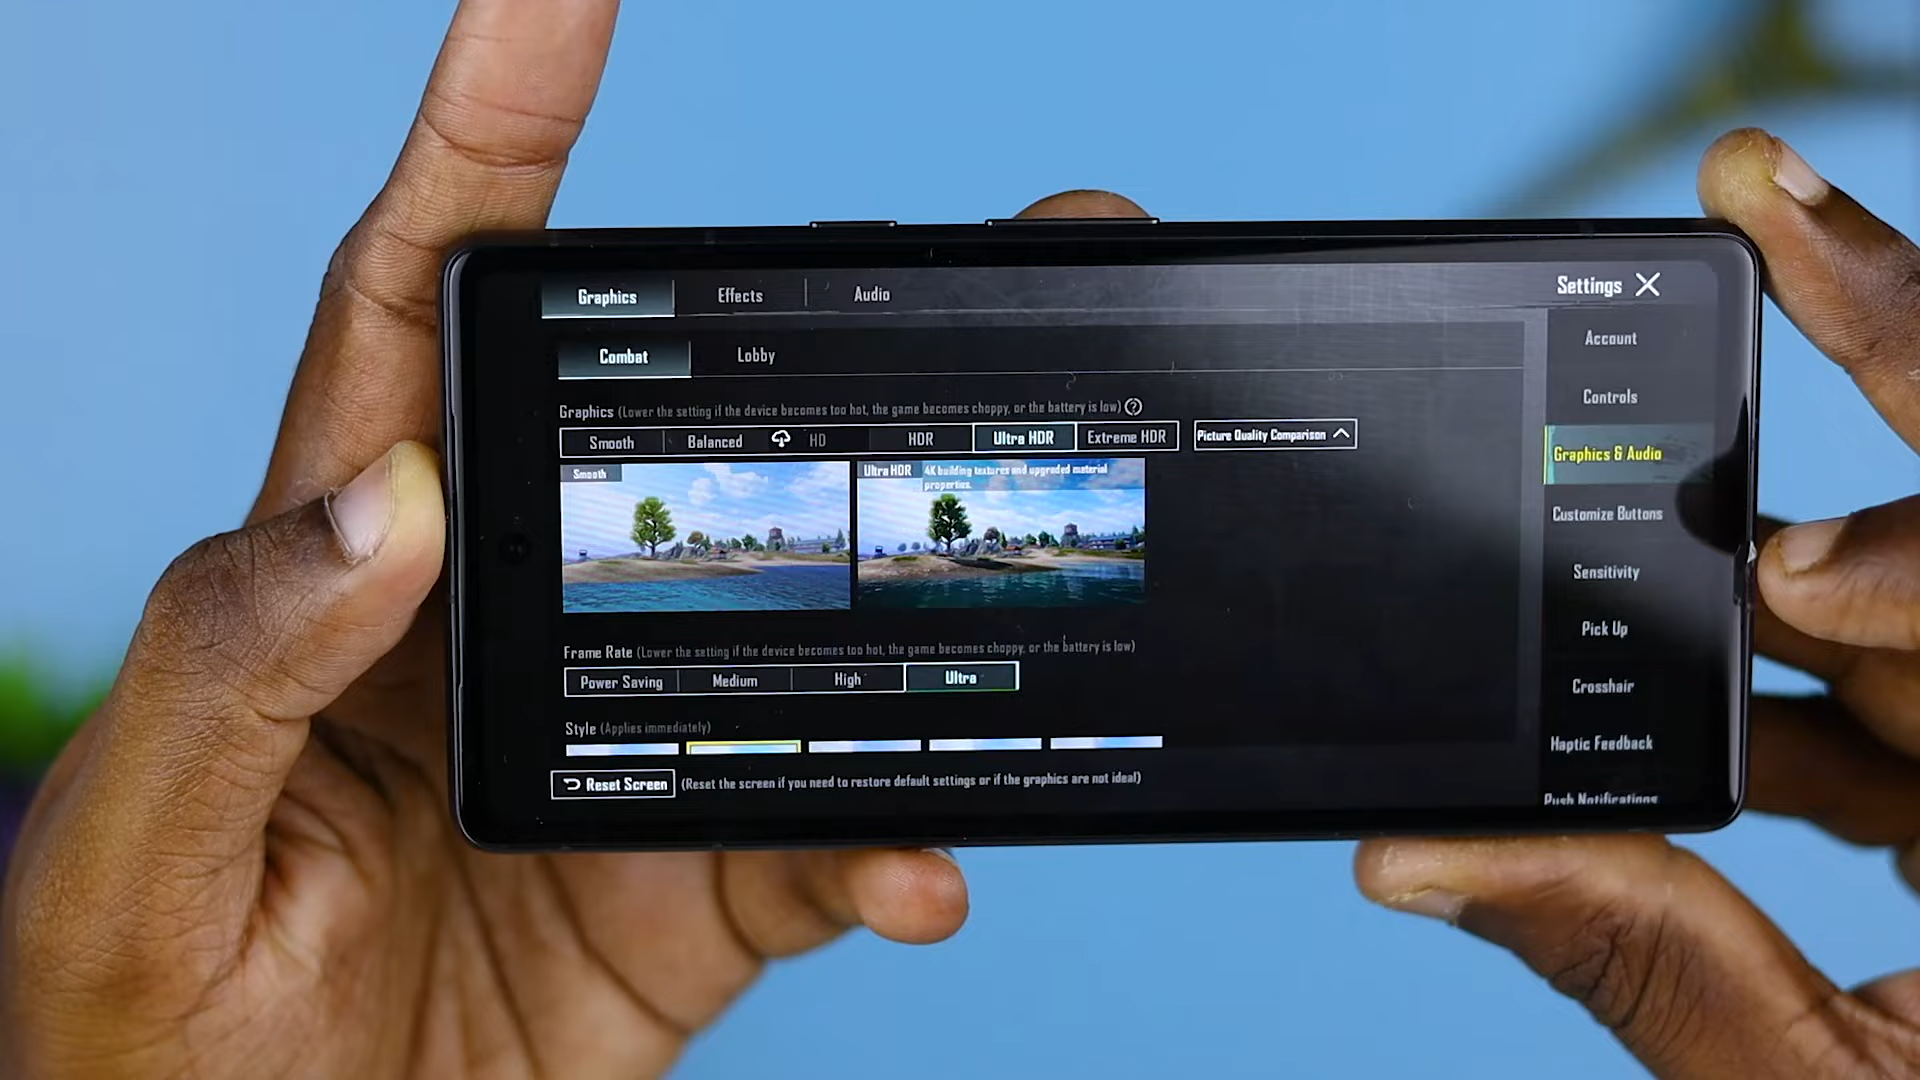 Graphics Effects Audio
Settings
Combat Lobby
Graphics (Lower the setting if the device becomes too hot, the game becomes choppy, or the battery is low) ?
Smooth Balanced HD HDR Ultra HDR Extreme HDR Picture Quality Comparison
Smooth
Ultra HDR 4K building textures and upgraded material
properties.
Frame Rate (Lower the setting if the device becomes too hot, the game becomes choppy, or the battery is low)
Power Saving Medium High Ultra
Style (Applies immediately)
Reset Screen (Reset the screen if you need to restore default settings or if the graphics are not ideal)
Account
Controls
Graphics & Audio
Customize Buttons
Sensitivity
Pick Up
Crosshair
Haptic Feedback
Push Notifications